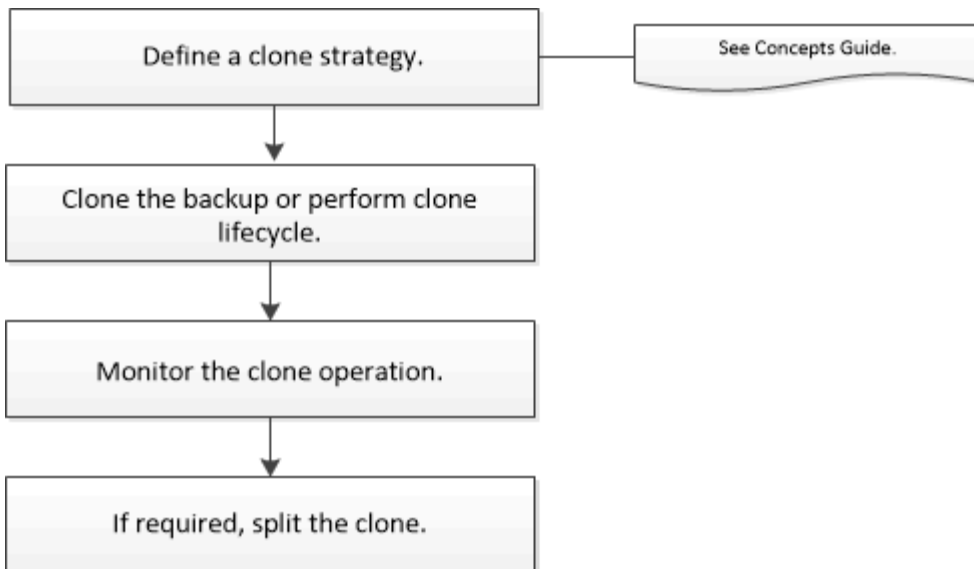 Define a clone strategy.
See Concepts Guide.
Clone the backup or perform clone
lifecycle.
Monitor the clone operation.
If required, split the clone.